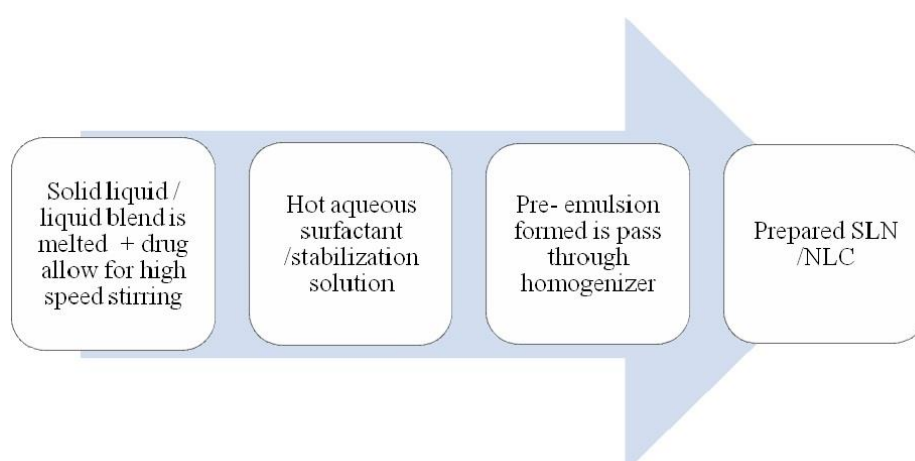 Solid liquid /
liquid blend is
melted + drug
allow for high
speed stirring
Hot aqueous
surfactant
/stabilization
solution
Pre- emulsion
formed is pass
through
homogenizer
Prepared SLN
/NLC